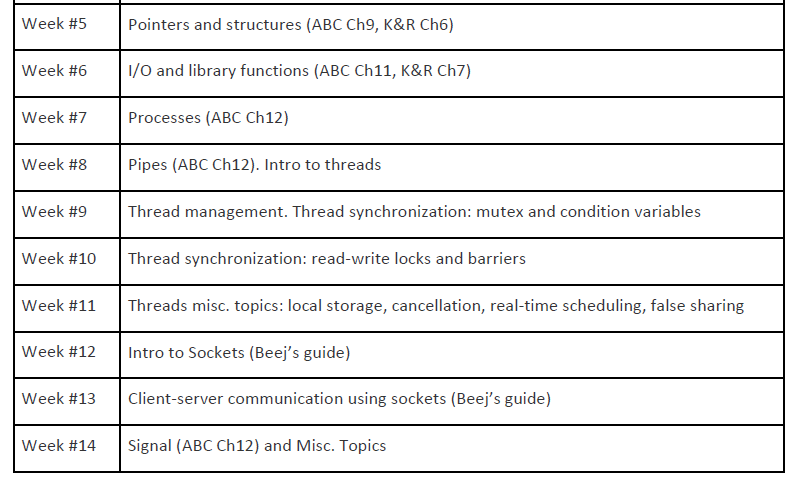 Week #5 Pointers and structures (ABC Ch9, K&R Ch6)
Week #6 I/O and library functions (ABC Ch11, K&R Ch7)
Week #7 Processes (ABC Ch12)
Week #8 Pipes (ABC Ch12). Intro to threads
Week #9 Thread management. Thread synchronization: mutex and condition variables
Week #10 Thread synchronization: read-write locks and barriers
Week #11 Threads misc. topics: local storage, cancellation, real-time scheduling, false sharing
Week #12 Intro to Sockets (Beej’s guide)
Week #13 Client-server communication using sockets (Beej’s guide)
Week #14 Signal (ABC Ch12) and Misc. Topics